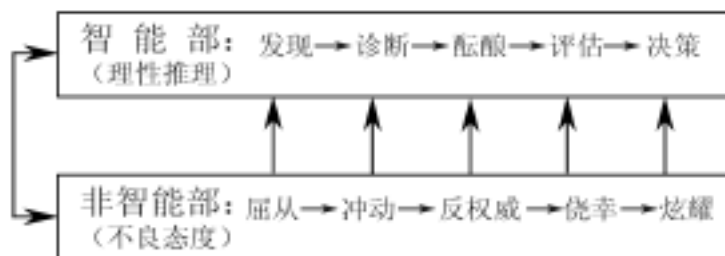 智能部：发现→诊断→酝酿→评估→决策
（理性推理）
非智能部：屈从→冲动→反权威→侥幸→炫耀
（不良态度）